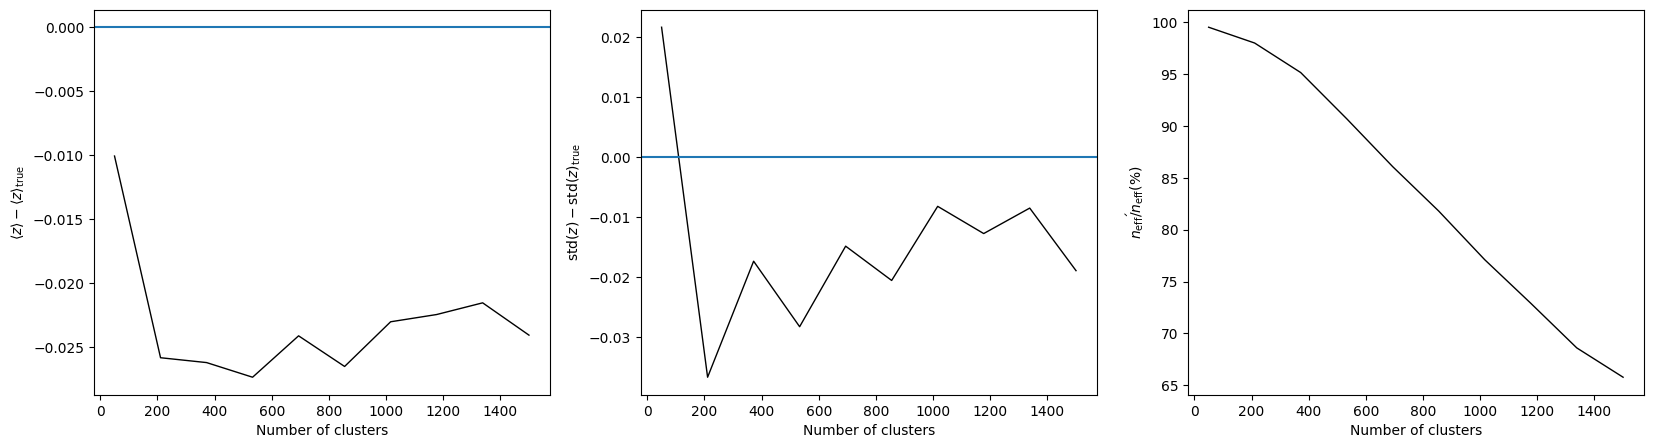 0.000
−0.005
−0.010
−0.015
−0.020
−0.025
⟨z⟩ − ⟨z⟩true
0 200 400 600 800 1000 1200 1400
Number of clusters
0.02
0.01
0.00
−0.01
−0.02
−0.03
std(z) − std(z)true
0 200 400 600 800 1000 1200 1400
Number of clusters
100
95
90
85
80
75
70
65
neff′/neff(%)
0 200 400 600 800 1000 1200 1400
Number of clusters